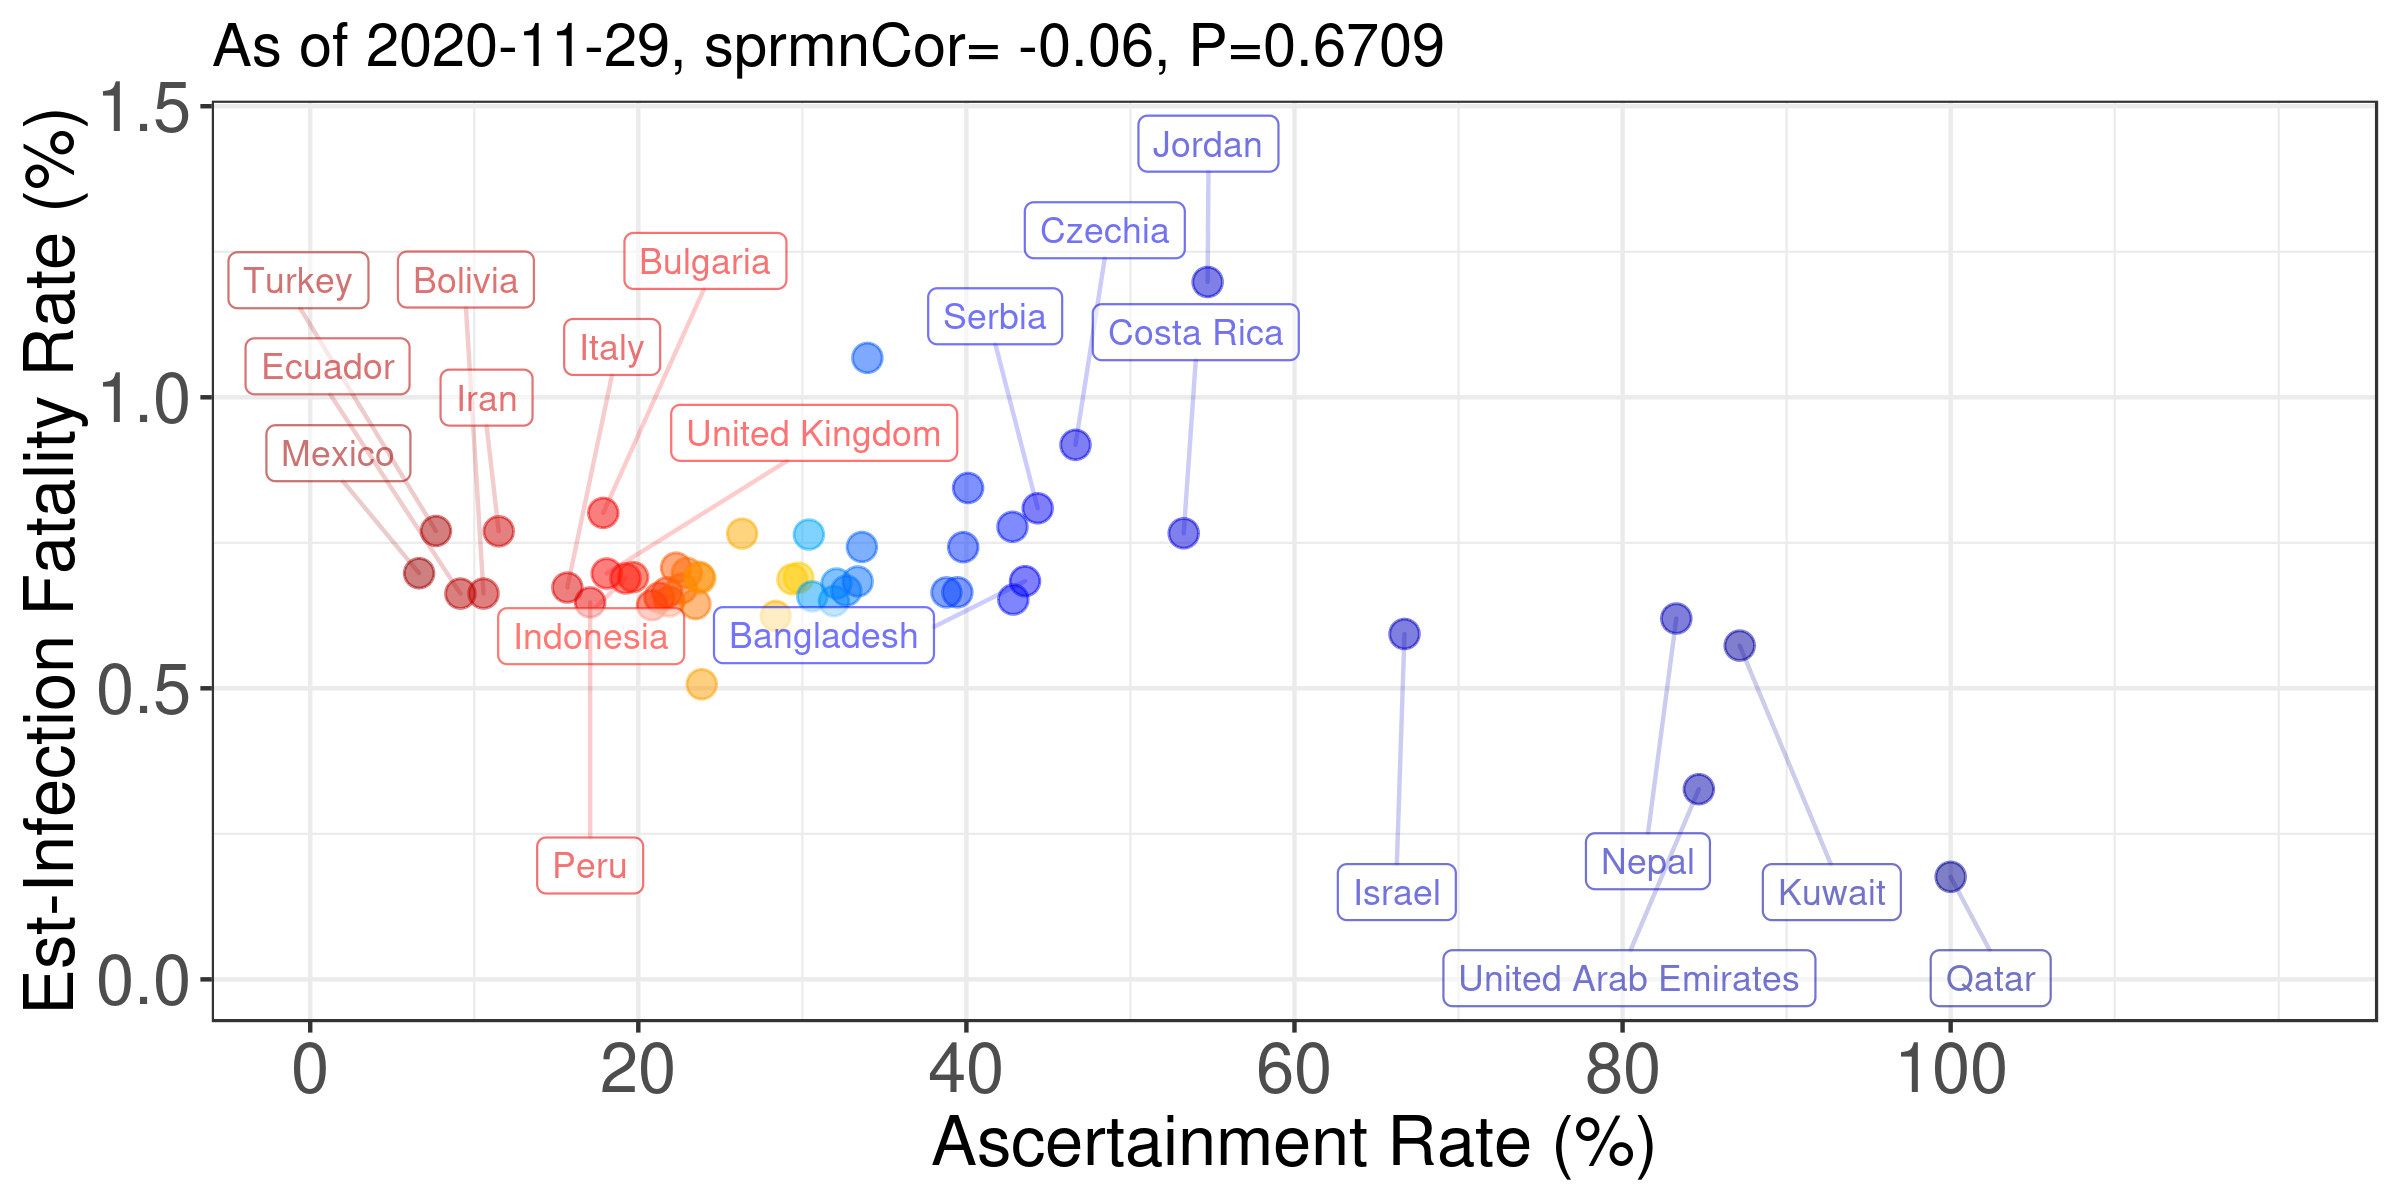 As of 2020-11-29, sprmnCor= -0.06, P=0.6709
Est-Infection Fatality Rate (%)
1.5
1.0
0.5
0.0
Jordan
Czechia
Bulgaria
Turkey
Bolivia
Serbia
Costa Rica
Italy
Ecuador
Iran
United Kingdom
Mexico
Indonesia
Bangladesh
Peru
Nepal
Israel
Kuwait
United Arab Emirates
Qatar
0
20
40
60
80
100
Ascertainment Rate (%)